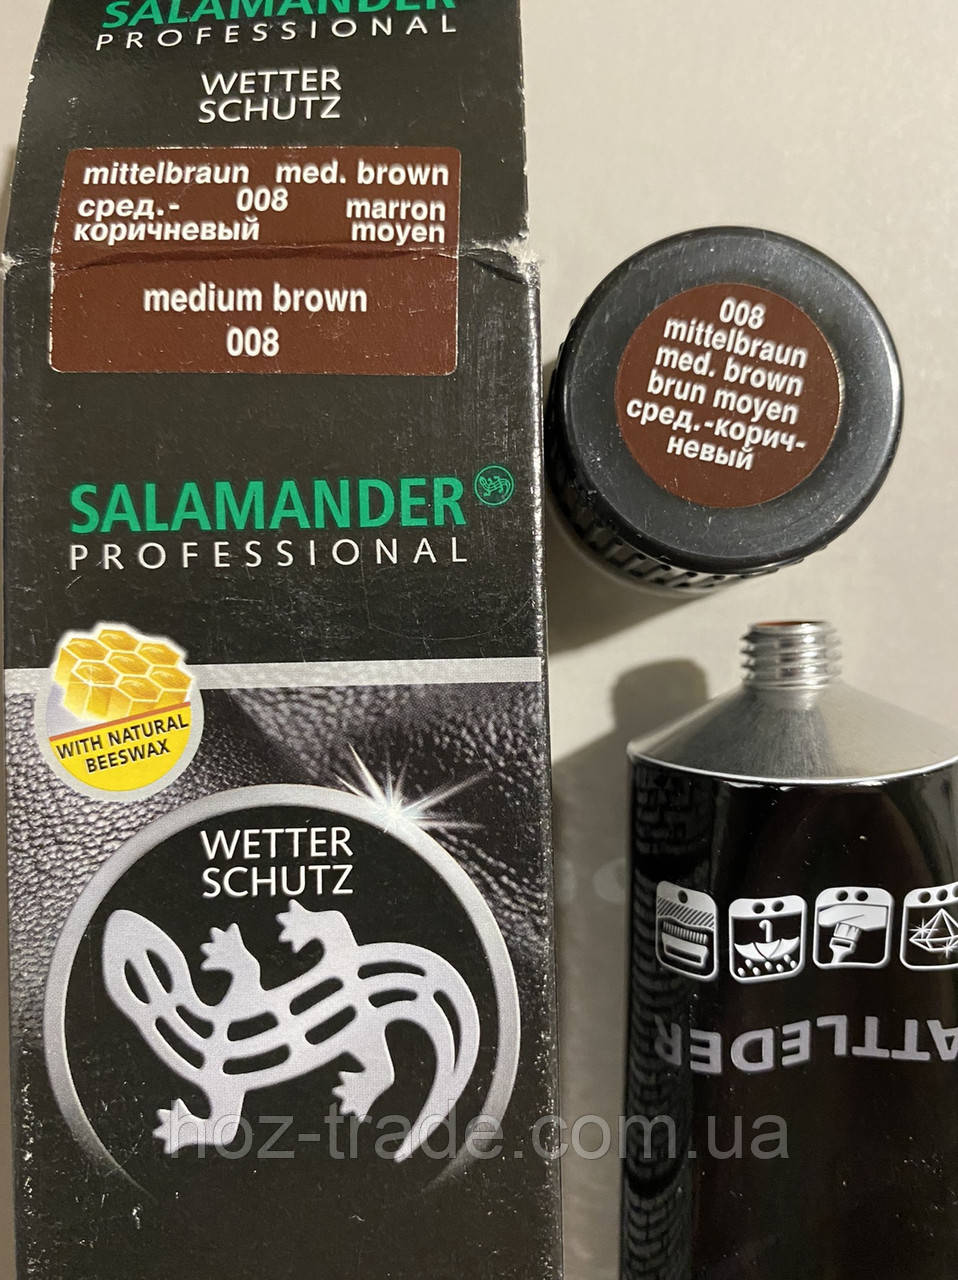 SALAMANDER
PROFESSIONAL
WETTER
SCHUTZ
mittelbraun med. brown
сред.- 008 marron
коричневый moyen
medium brown
008
SALAMANDER
PROFESSIONAL
WITH NATURAL
BEESWAX
WETTER
SCHUTZ
008
mittelbraun
med. brown
brun moyen
сред.-корич-
невый
ATTLEDER
hoz-trade.com.ua